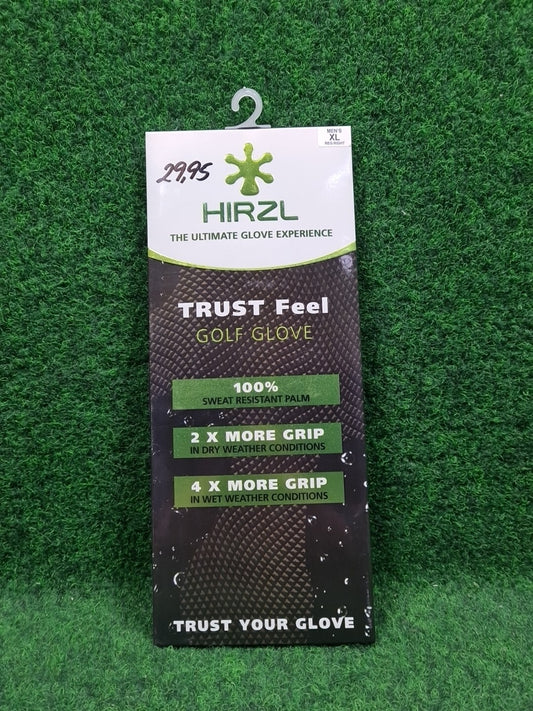 29,95
MEN'S
XL
REG/RIGHT
HIRZL
THE ULTIMATE GLOVE EXPERIENCE
TRUST Feel
GOLF GLOVE
100%
SWEAT RESISTANT PALM
2 X MORE GRIP
IN DRY WEATHER CONDITIONS
4 X MORE GRIP
IN WET WEATHER CONDITIONS
TRUST YOUR GLOVE